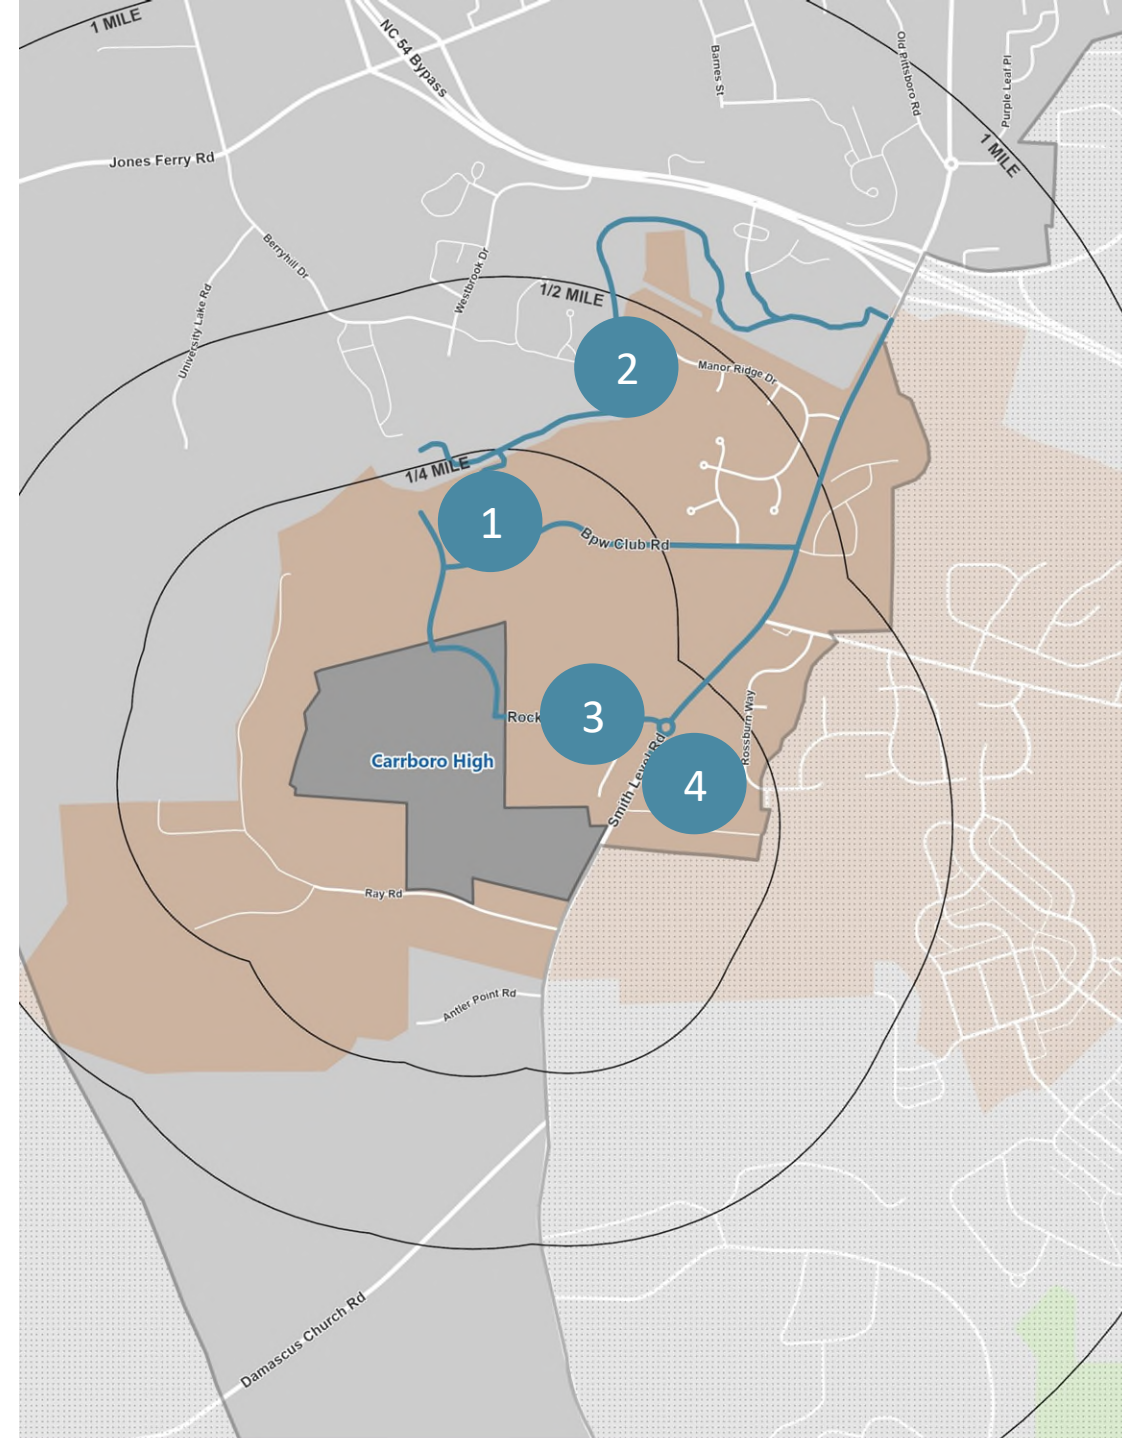 1 MILE
NC 54 Bypass
Barnes St
Old Pittsboro Rd
Purple Leaf Pl
1 MILE
Jones Ferry Rd
Berryhill Dr
Westbrook Dr
University Lake Rd
1/2 MILE
2
Manor Ridge Dr
1/4 MILE
1
Bpw Club Rd
Rock
3
Rossburn Way
Smith Level Rd
4
Carrboro High
Ray Rd
Antler Point Rd
Damascus Church Rd